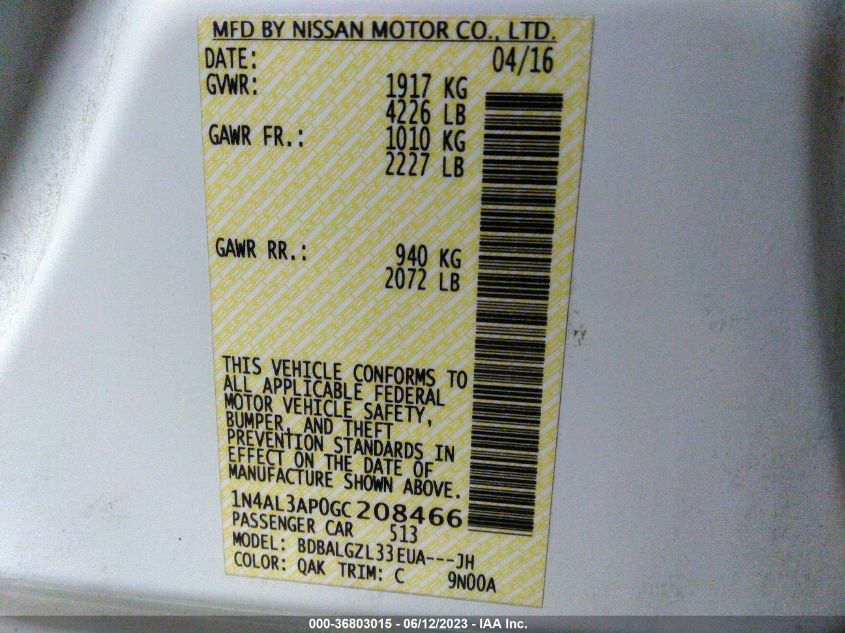 MFD BY NISSAN MOTOR CO., LTD.
DATE: 04/16
GVWR: 1917 KG
4226 LB
GAWR FR.: 1010 KG
2227 LB
GAWR RR.: 940 KG
2072 LB
THIS VEHICLE CONFORMS TO
ALL APPLICABLE FEDERAL
MOTOR VEHICLE SAFETY,
BUMPER, AND THEFT
PREVENTION STANDARDS IN
EFFECT ON THE DATE OF
MANUFACTURE SHOWN ABOVE.
1N4AL3AP0GC208466
PASSENGER CAR 513
MODEL: BDBALGZL33EUA---JH
COLOR: QAK TRIM: C 9N00A
000-36803015 - 06/12/2023 - IAA Inc.